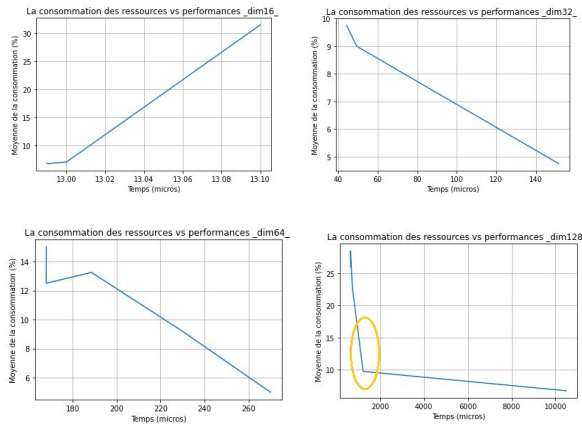 La consommation des ressources vs performances _dim16_
Moyenne de la consommation (%)
30
25
20
15
10
13.00 13.02 13.04 13.06 13.08 13.10
Temps (micros)
La consommation des ressources vs performances _dim32_
Moyenne de la consommation (%)
10
9
8
7
6
5
40 60 80 100 120 140
Temps (micros)
La consommation des ressources vs performances _dim64_
Moyenne de la consommation (%)
14
12
10
8
6
180 200 220 240 260
Temps (micros)
La consommation des ressources vs performances _dim128
Moyenne de la consommation (%)
25
20
15
10
2000 4000 6000 8000 10000
Temps (micros)